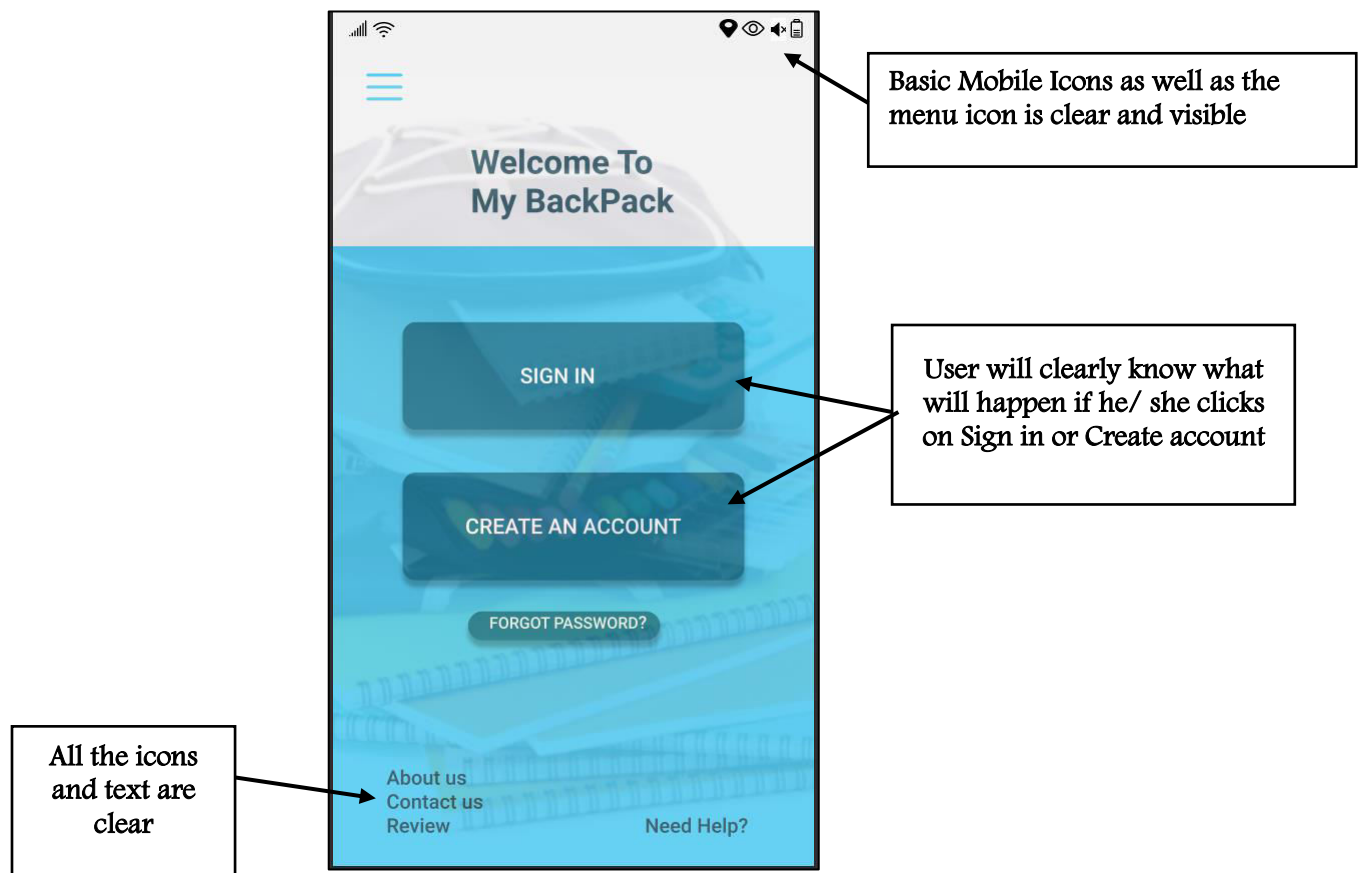 Basic Mobile Icons as well as the
menu icon is clear and visible
Welcome To
My BackPack
SIGN IN
User will clearly know what
will happen if he/ she clicks
on Sign in or Create account
CREATE AN ACCOUNT
FORGOT PASSWORD?
All the icons
and text are
clear
About us
Contact us
Review
Need Help?